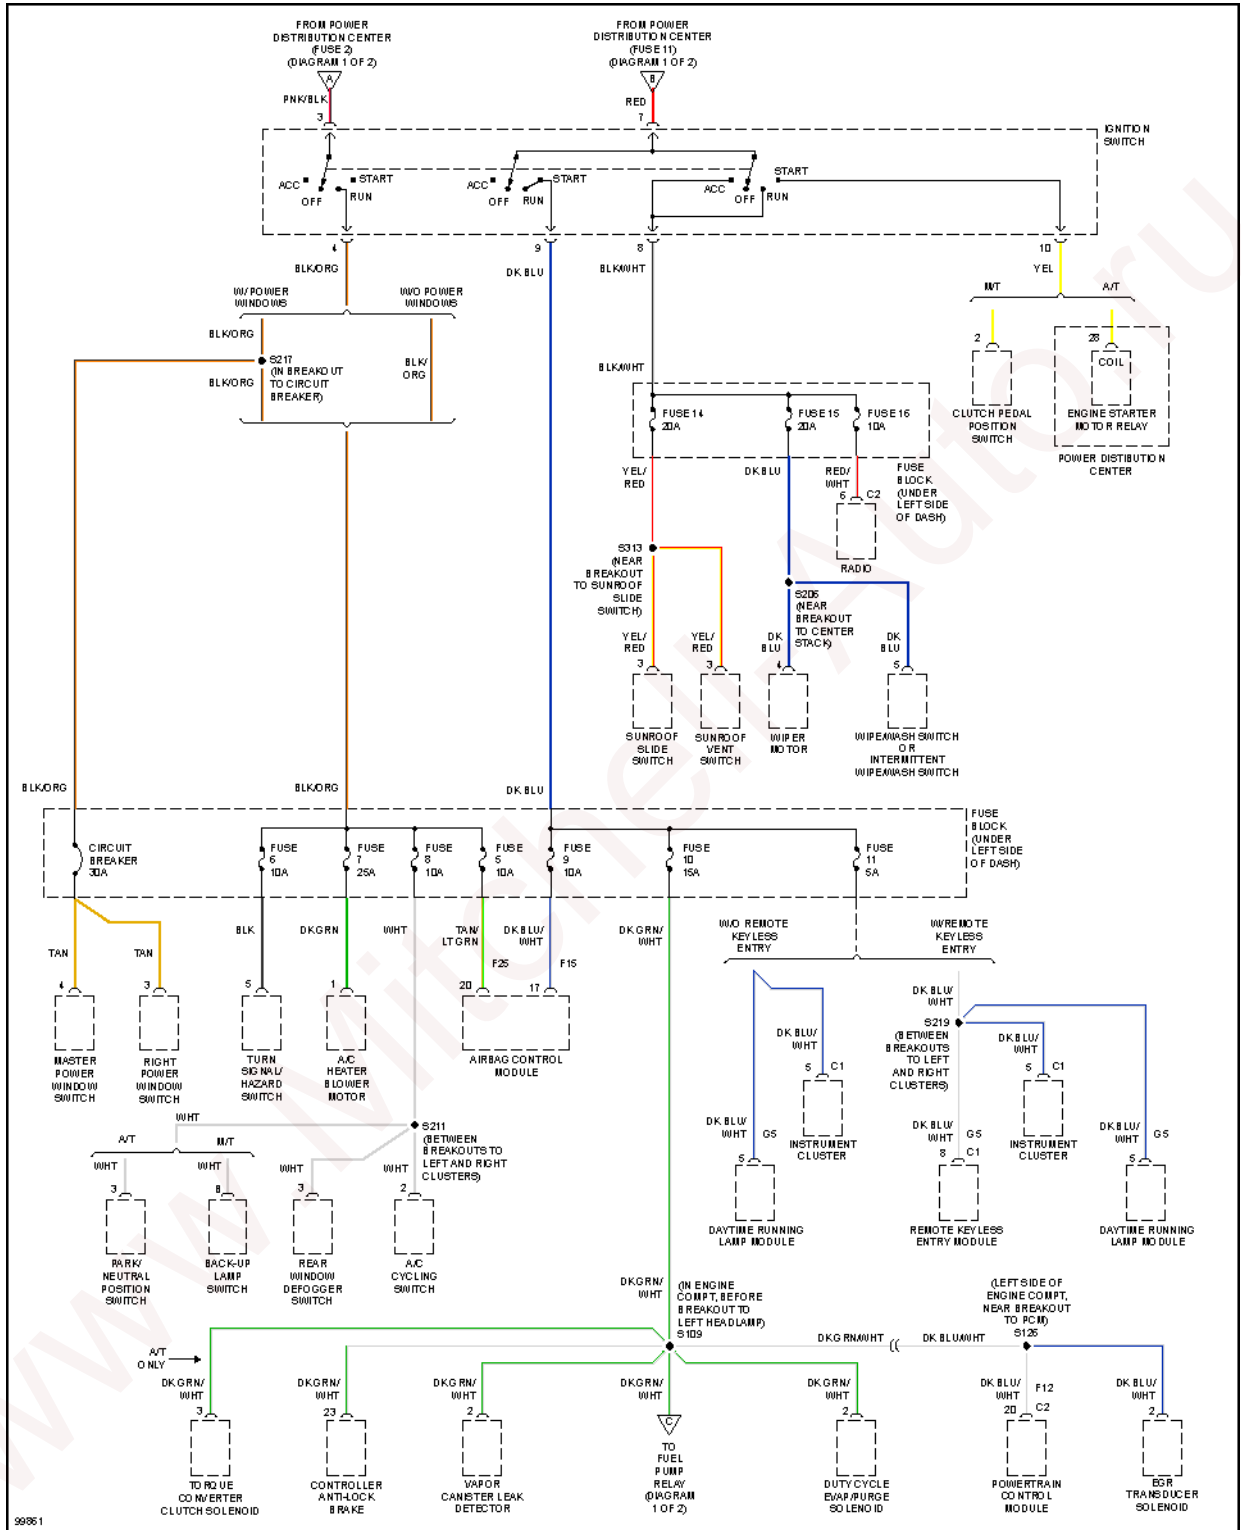 FROM POWER
DISTRIBUTION CENTER
(FUSE 2)
(DIAGRAM 1 OF 2)
A
PNK/BLK
3
FROM POWER
DISTRIBUTION CENTER
(FUSE 11)
(DIAGRAM 1 OF 2)
B
RED
7
IGNITION
SWITCH
ACC
OFF
RUN
START
ACC
OFF
RUN
START
ACC
OFF
RUN
START
4
9
8
10
BLK/ORG
DK BLU
BLK/WHT
YEL
W/ POWER
WINDOWS
W/O POWER
WINDOWS
BLK/ORG
S217
(IN BREAKOUT
TO CIRCUIT
BREAKER)
BLK/ORG
BLK/
ORG
M/T
A/T
2
28
COIL
CLUTCH PEDAL
POSITION
SWITCH
ENGINE STARTER
MOTOR RELAY
POWER DISTIBUTION
CENTER
BLK/WHT
FUSE 14
20A
FUSE 15
20A
FUSE 16
10A
FUSE
BLOCK
(UNDER
LEFT SIDE
OF DASH)
YEL/
RED
DK BLU
RED/
WHT
6
C2
RADIO
S313
(NEAR
BREAKOUT
TO SUNROOF
SLIDE
SWITCH)
S206
(NEAR
BREAKOUT
TO CENTER
STACK)
YEL/
RED
YEL/
RED
DK
BLU
DK
BLU
3
3
4
5
SUNROOF
SLIDE
SWITCH
SUNROOF
VENT
SWITCH
WIPER
MOTOR
WIPE/WASH SWITCH
OR
INTERMITTENT
WIPE/WASH SWITCH
BLK/ORG
BLK/ORG
DK BLU
CIRCUIT
BREAKER
30A
FUSE
6
10A
FUSE
7
25A
FUSE
8
10A
FUSE
5
10A
FUSE
9
10A
FUSE
10
15A
FUSE
11
5A
FUSE
BLOCK
(UNDER
LEFT SIDE
OF DASH)
TAN
TAN
BLK
DK GRN
WHT
TAN/
LT GRN
DK BLU/
WHT
DK GRN/
WHT
F25
F15
4
3
5
1
20
17
MASTER
POWER
WINDOW
SWITCH
RIGHT
POWER
WINDOW
SWITCH
TURN
SIGNAL/
HAZARD
SWITCH
A/C
HEATER
BLOWER
MOTOR
AIRBAG CONTROL
MODULE
W/O REMOTE
KEYLESS
ENTRY
W/REMOTE
KEYLESS
ENTRY
DK BLU/
WHT
S219
(BETWEEN
BREAKOUTS
TO LEFT
AND RIGHT
CLUSTERS)
DK BLU/
WHT
5
C1
INSTRUMENT
CLUSTER
DK BLU/
WHT
5
C1
INSTRUMENT
CLUSTER
DK BLU/
WHT
G5
5
DAYTIME RUNNING
LAMP MODULE
DK BLU/
WHT
G5
8
C1
REMOTE KEYLESS
ENTRY MODULE
DK BLU/
WHT
G5
5
DAYTIME RUNNING
LAMP MODULE
WHT
S211
(BETWEEN
BREAKOUTS TO
LEFT AND RIGHT
CLUSTERS)
A/T
M/T
WHT
WHT
WHT
WHT
3
8
3
2
PARK/
NEUTRAL
POSITION
SWITCH
BACK-UP
LAMP
SWITCH
REAR
WINDOW
DEFOGGER
SWITCH
A/C
CYCLING
SWITCH
DK GRN/
WHT
(IN ENGINE
COMPT, BEFORE
BREAKOUT TO
LEFT HEADLAMP)
S109
(LEFT SIDE OF
ENGINE COMPT,
NEAR BREAKOUT
TO PCM)
S126
DK GRN/WHT
DK BLU/WHT
A/T
ONLY
DK GRN/
WHT
DK GRN/
WHT
DK GRN/
WHT
DK GRN/
WHT
DK GRN/
WHT
DK BLU/
WHT
F12
DK BLU/
WHT
3
23
2
C
2
20
C2
2
TORQUE
CONVERTER
CLUTCH SOLENOID
CONTROLLER
ANTI-LOCK
BRAKE
VAPOR
CANISTER LEAK
DETECTOR
TO
FUEL
PUMP
RELAY
(DIAGRAM
1 OF 2)
DUTY CYCLE
EVAP/PURGE
SOLENOID
POWERTRAIN
CONTROL
MODULE
EGR
TRANSDUCER
SOLENOID
99861
www.Mitchell-Auto.ru